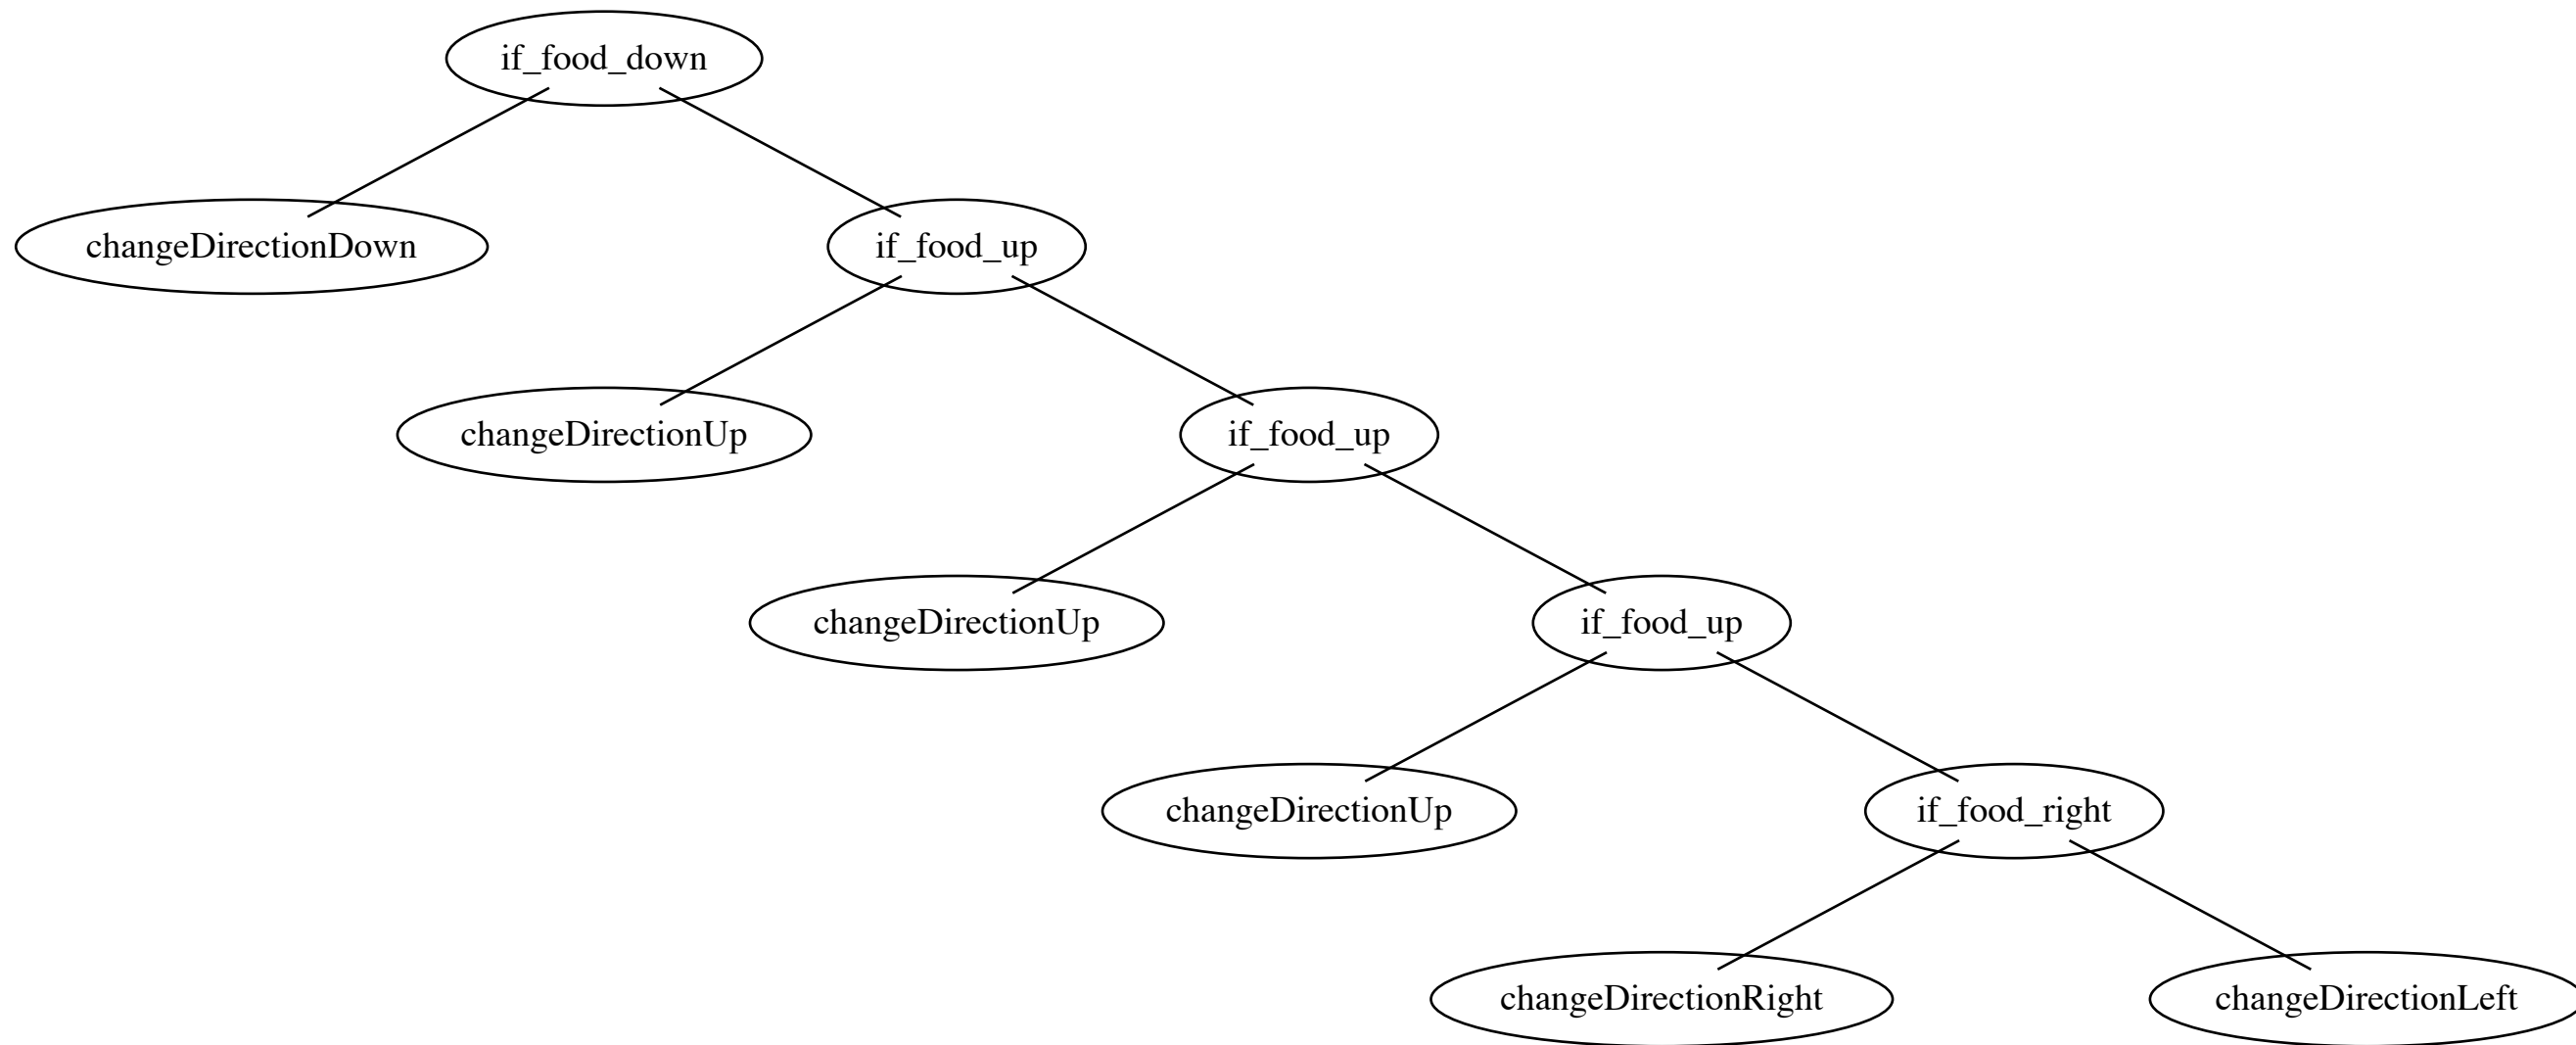 if_food_down
changeDirectionDown
if_food_up
changeDirectionUp
if_food_up
changeDirectionUp
if_food_up
changeDirectionUp
if_food_right
changeDirectionRight
changeDirectionLeft